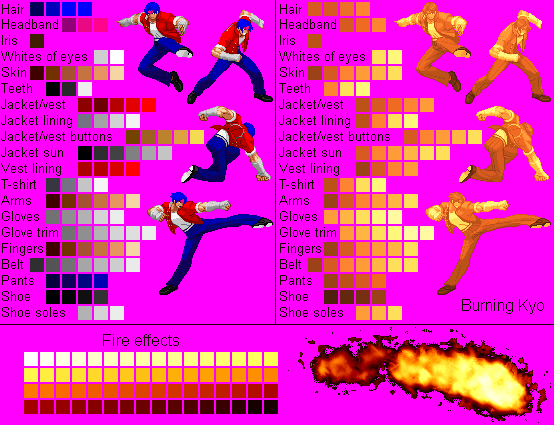 Hair
Headband
Iris
Whites of eyes
Skin
Teeth
Jacket/vest
Jacket lining
Jacket/vest buttons
Jacket sun
Vest lining
T-shirt
Arms
Gloves
Glove trim
Fingers
Belt
Pants
Shoe
Shoe soles
Hair
Headband
Iris
Whites of eyes
Skin
Teeth
Jacket/vest
Jacket lining
Jacket/vest buttons
Jacket sun
Vest lining
T-shirt
Arms
Gloves
Glove trim
Fingers
Belt
Pants
Shoe
Shoe soles
Burning Kyo
Fire effects